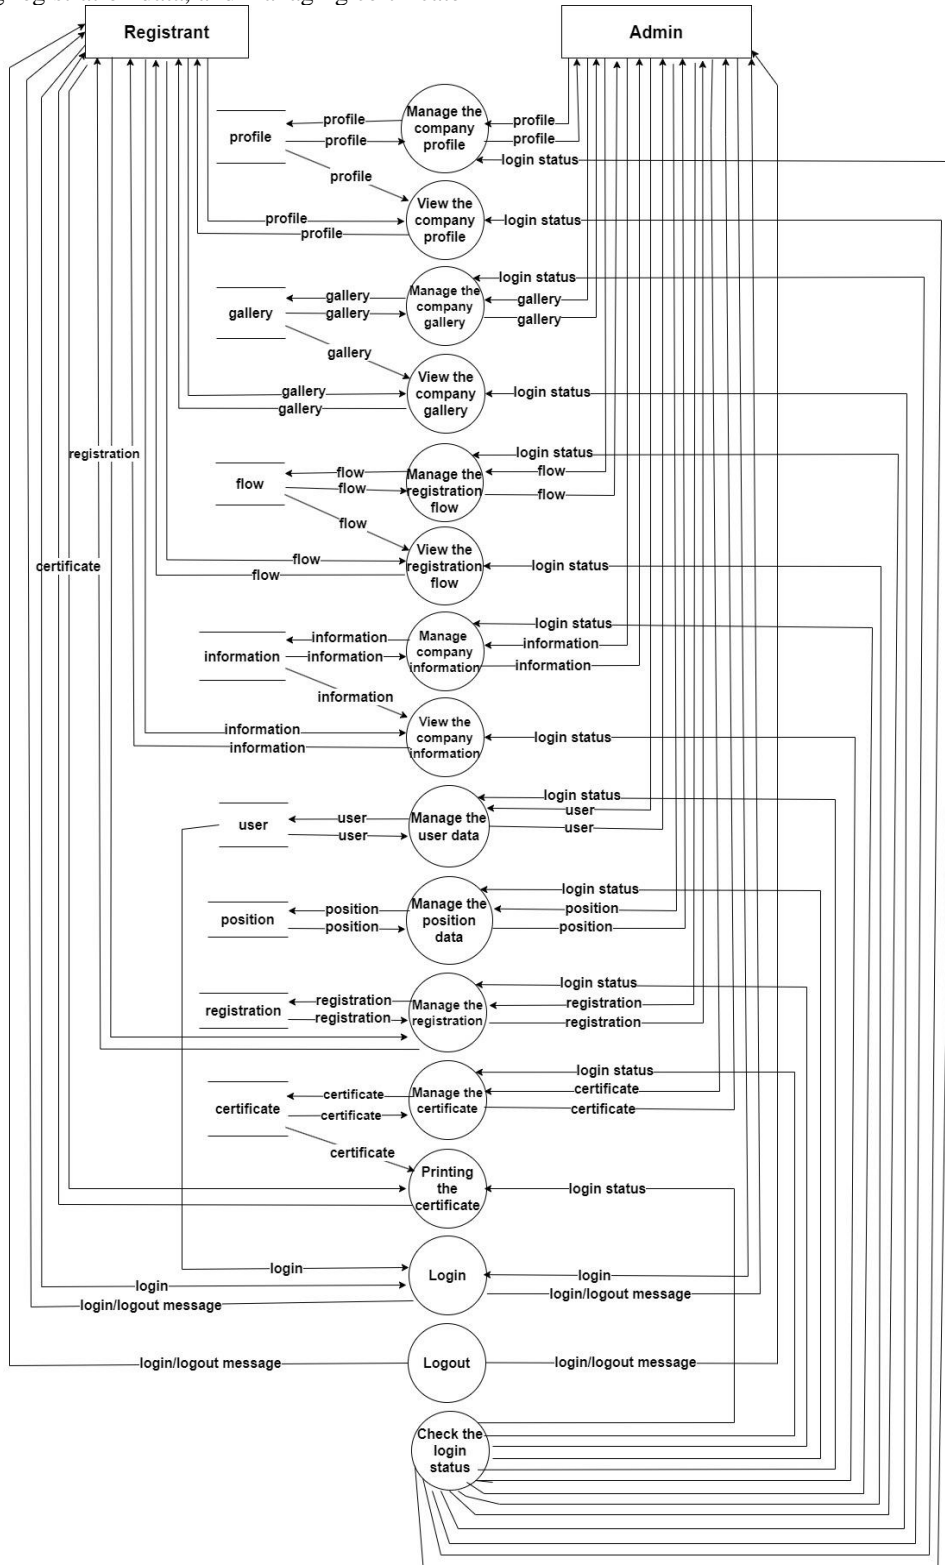 Registrant
Admin
Manage the
company
profile
profile
profile
profile
profile
profile
login status
profile
View the
company
profile
profile
profile
login status
login status
gallery
gallery
gallery
Manage the
company
gallery
gallery
gallery
gallery
View the
company
gallery
gallery
gallery
login status
registration
login status
flow
flow
flow
Manage the
registration
flow
flow
flow
flow
View the
registration
flow
flow
flow
login status
certificate
login status
information
information
information
Manage
company
information
information
information
information
View the
company
information
information
information
login status
login status
user
user
user
Manage the
user data
user
user
login status
position
position
position
Manage the
position
data
position
position
login status
registration
registration
registration
Manage the
registration
registration
registration
login status
certificate
certificate
certificate
Manage the
certificate
certificate
certificate
certificate
Printing
the
certificate
login status
login
login
login/logout message
Login
login
login/logout message
login/logout message
Logout
login/logout message
Check the
login
status